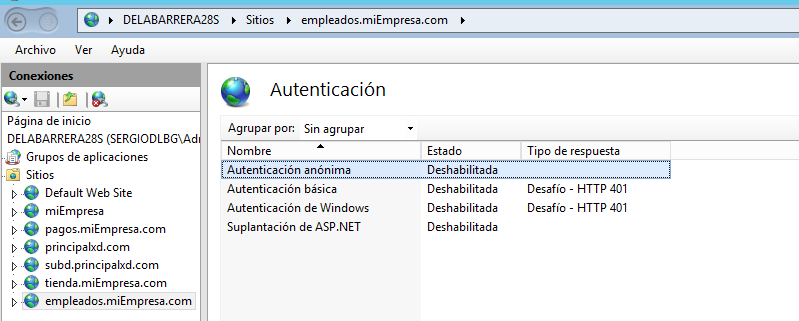 DELABARRERA28S ▸ Sitios ▸ empleados.miEmpresa.com ▸
Archivo Ver Ayuda
Conexiones
Página de inicio
DELABARRERA28S (SERGIODLBG\Adr
Grupos de aplicaciones
Sitios
Default Web Site
miEmpresa
pagos.miEmpresa.com
principalxd.com
subd.principalxd.com
tienda.miEmpresa.com
empleados.miEmpresa.com
Autenticación
Agrupar por: Sin agrupar
Nombre Estado Tipo de respuesta
Autenticación anónima Deshabilitada
Autenticación básica Deshabilitada Desafío - HTTP 401
Autenticación de Windows Deshabilitada Desafío - HTTP 401
Suplantación de ASP.NET Deshabilitada